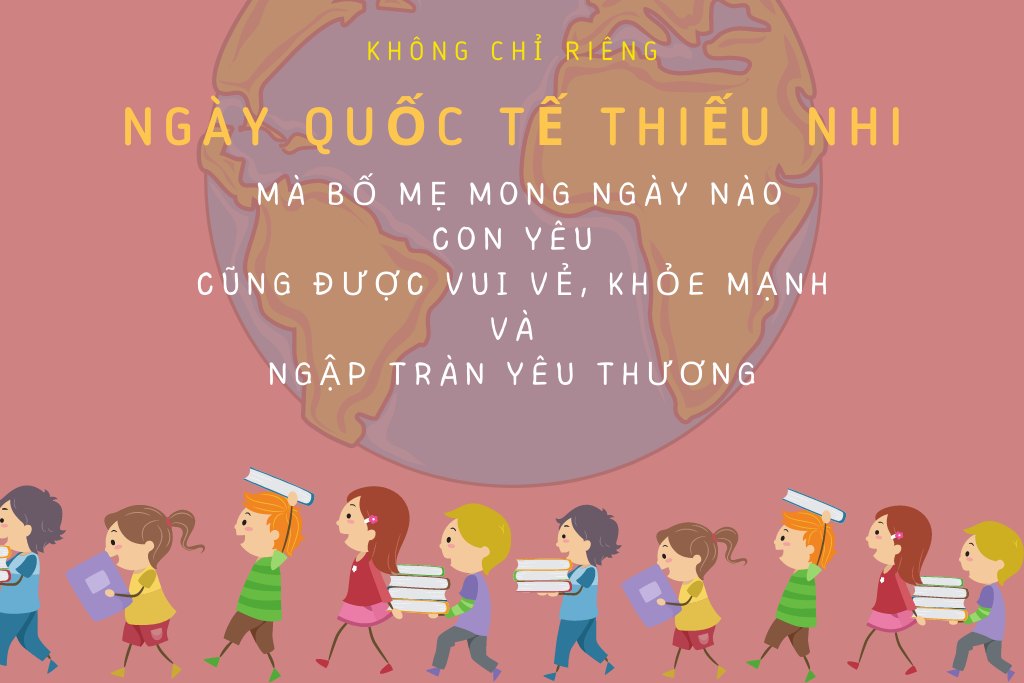 KHÔNG CHỈ RIÊNG
NGÀY QUỐC TẾ THIẾU NHI
MÀ BỐ MẸ MONG NGÀY NÀO
CON YÊU
CŨNG ĐƯỢC VUI VẺ, KHỎE MẠNH
VÀ
NGẬP TRÀN YÊU THƯƠNG